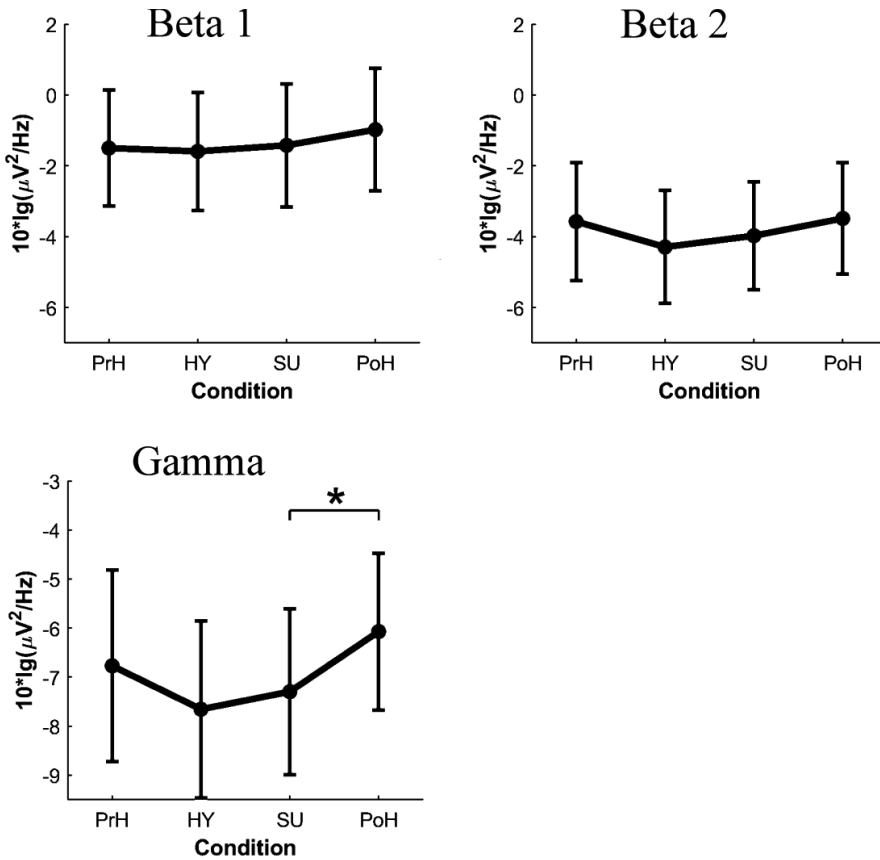 Beta 1
2
0
-2
-4
-6
10*lg(μV²/Hz)
PrH HY SU PoH
Condition
Beta 2
2
0
-2
-4
-6
10*lg(μV²/Hz)
PrH HY SU PoH
Condition
Gamma
-3
-4
-5
-6
-7
-8
-9
10*lg(μV²/Hz)
*
PrH HY SU PoH
Condition